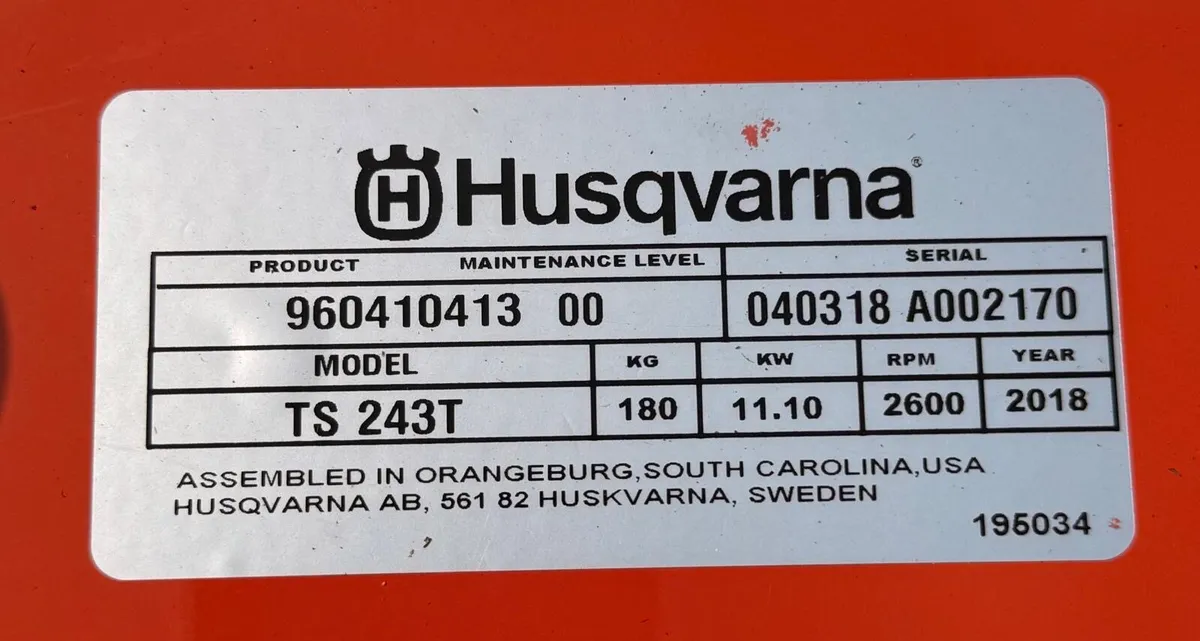 Husqvarna®
PRODUCT MAINTENANCE LEVEL SERIAL
960410413 00 040318 A002170
MODEL KG KW RPM YEAR
TS 243T 180 11.10 2600 2018
ASSEMBLED IN ORANGEBURG,SOUTH CAROLINA,USA
HUSQVARNA AB, 561 82 HUSKVARNA, SWEDEN
195034